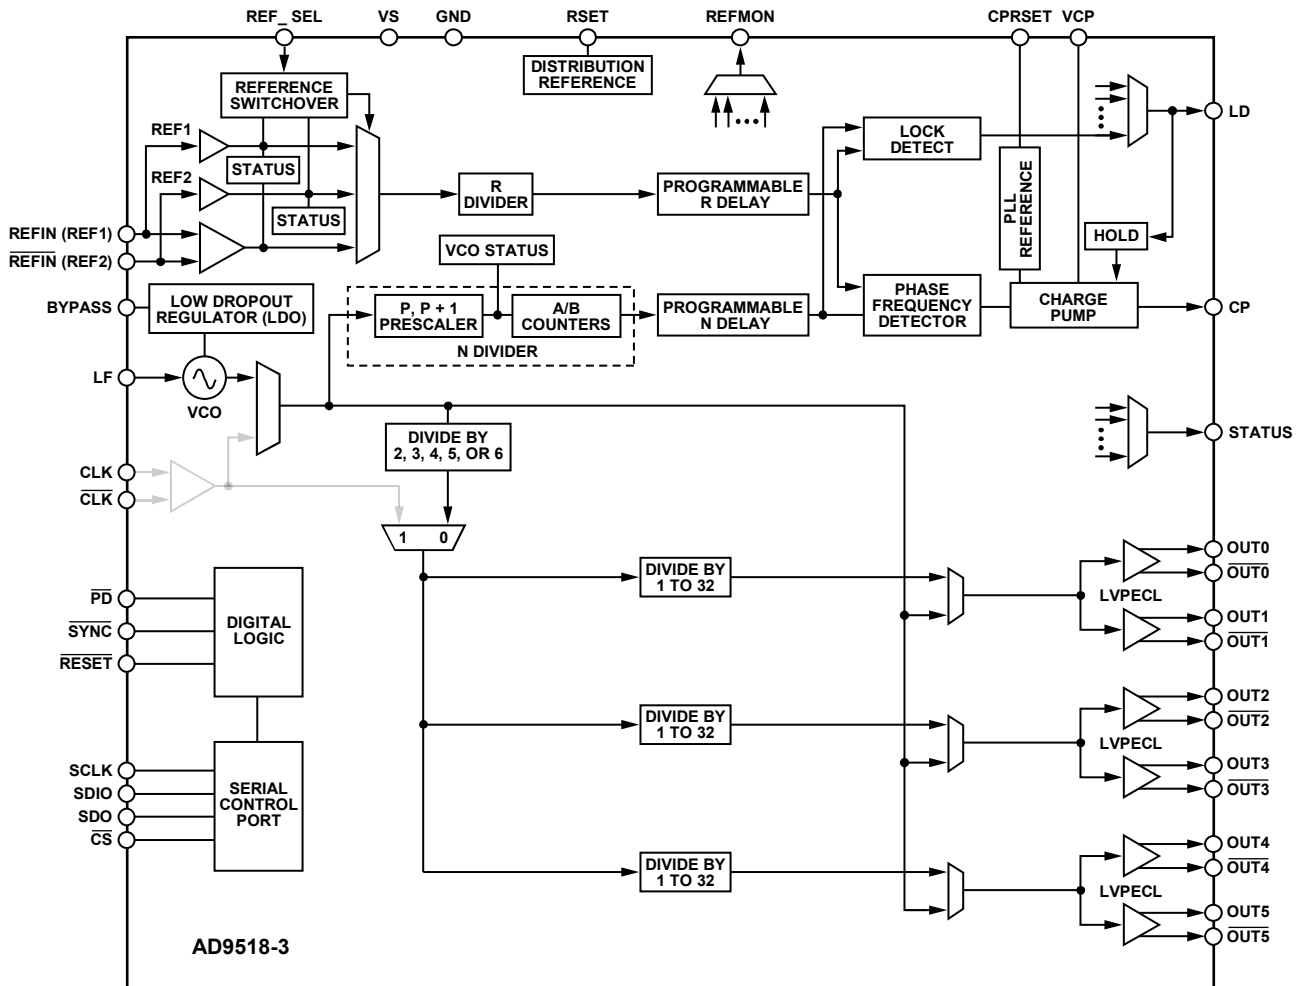 REF_ SEL
VS
GND
RSET
REFMON
CPRSET
VCP
DISTRIBUTION
REFERENCE
REFERENCE
SWITCHOVER
LD
REF1
STATUS
REF2
STATUS
LOCK
DETECT
R
DIVIDER
PROGRAMMABLE
R DELAY
PLL
REFERENCE
HOLD
REFIN (REF1)
REFIN (REF2)
VCO STATUS
BYPASS
LOW DROPOUT
REGULATOR (LDO)
P, P + 1
PRESCALER
A/B
COUNTERS
N DIVIDER
PROGRAMMABLE
N DELAY
PHASE
FREQUENCY
DETECTOR
CHARGE
PUMP
CP
LF
VCO
STATUS
DIVIDE BY
2, 3, 4, 5, OR 6
CLK
CLK
1 0
DIVIDE BY
1 TO 32
LVPECL
OUT0
OUT0
OUT1
OUT1
PD
SYNC
RESET
DIGITAL
LOGIC
DIVIDE BY
1 TO 32
LVPECL
OUT2
OUT2
OUT3
OUT3
SCLK
SDIO
SDO
CS
SERIAL
CONTROL
PORT
DIVIDE BY
1 TO 32
LVPECL
OUT4
OUT4
OUT5
OUT5
AD9518-3